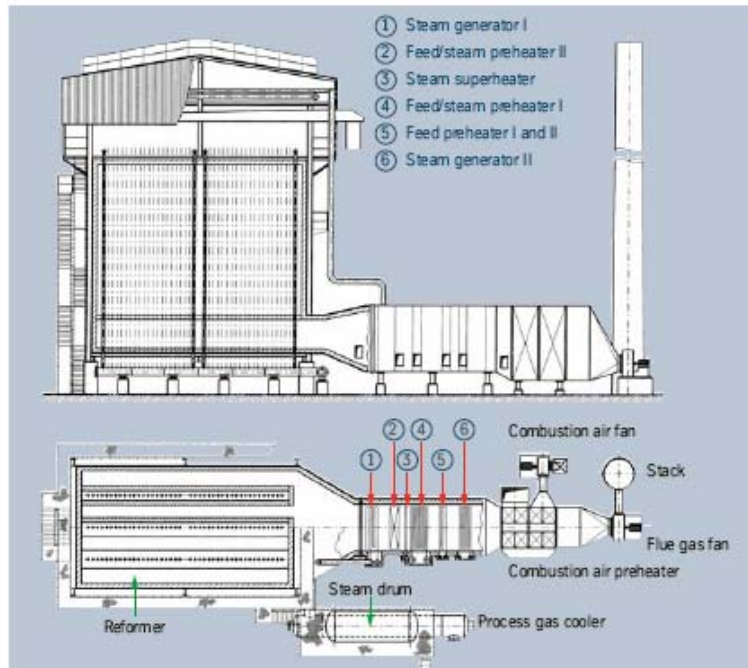 ① Steam generator I
② Feed/steam preheater II
③ Steam superheater
④ Feed/steam preheater I
⑤ Feed preheater I and II
⑥ Steam generator II
② ④ ⑥
① ③ ⑤
Combustion air fan
Stack
Flue gas fan
Combustion air preheater
Steam drum
Process gas cooler
Reformer